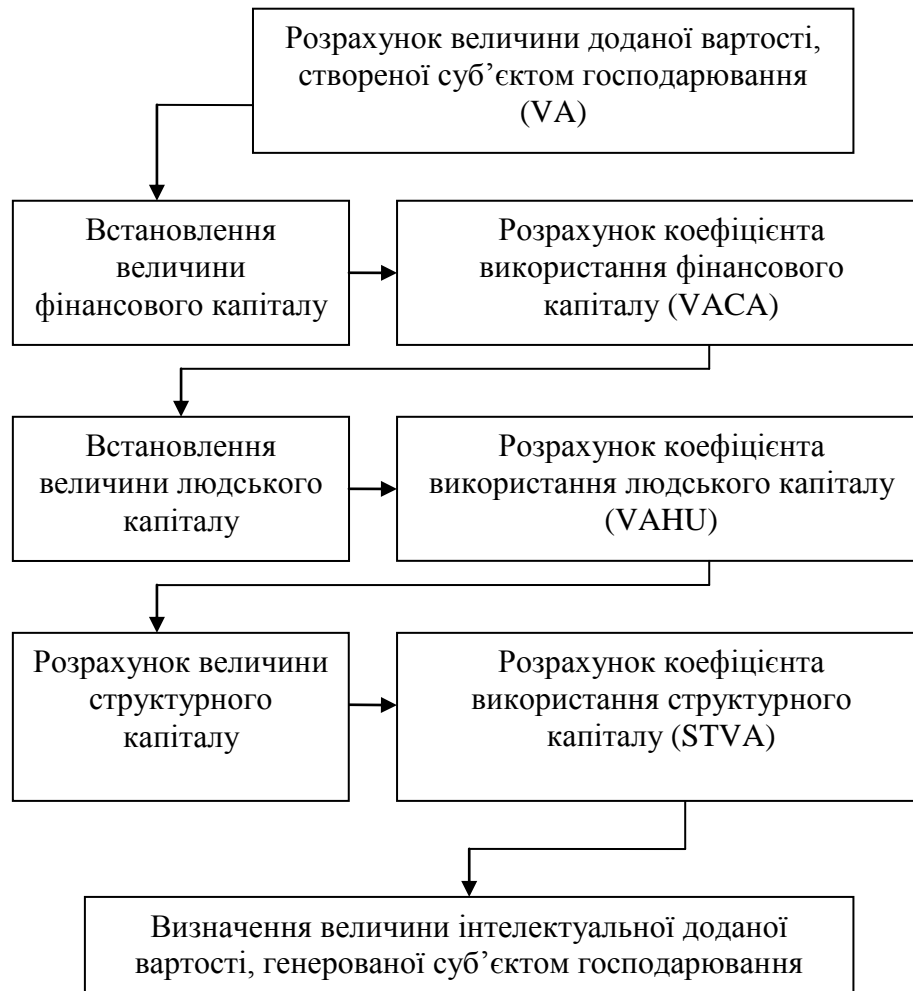 Розрахунок величини доданої вартості,
створеної суб’єктом господарювання
(VA)
Встановлення
величини
фінансового капіталу
Розрахунок коефіцієнта
використання фінансового
капіталу (VACA)
Встановлення
величини людського
капіталу
Розрахунок коефіцієнта
використання людського капіталу
(VAHU)
Розрахунок величини
структурного
капіталу
Розрахунок коефіцієнта
використання структурного
капіталу (STVA)
Визначення величини інтелектуальної доданої
вартості, генерованої суб’єктом господарювання